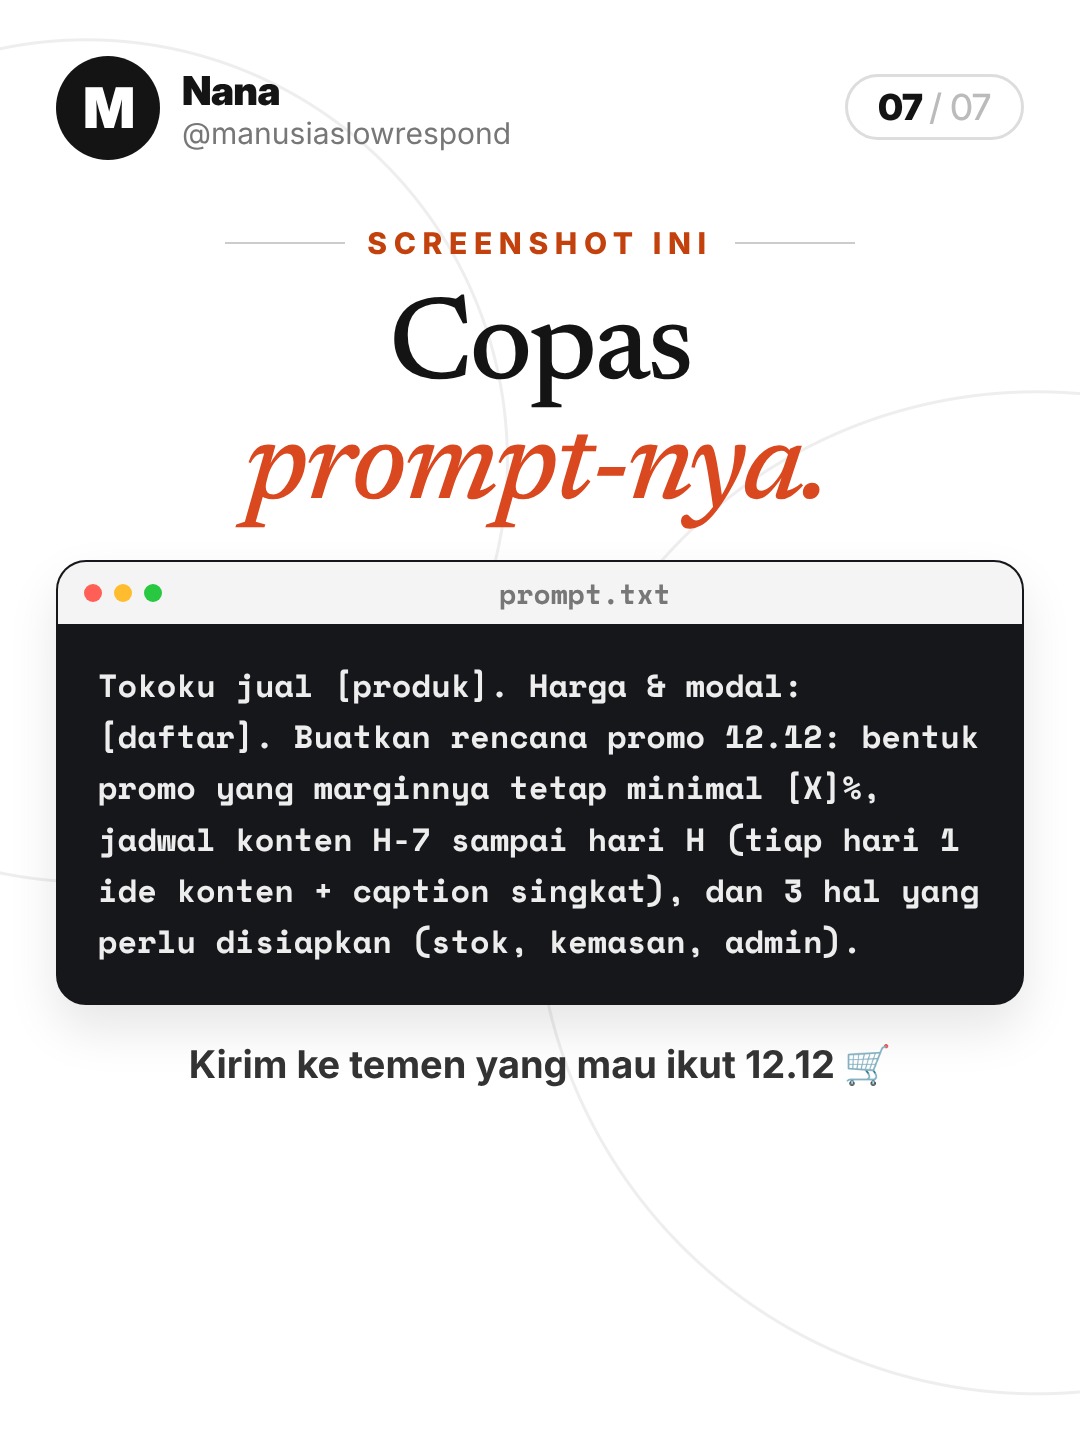 M
Nana
@manusiaslowrespond
07 / 07
SCREENSHOT INI
Copas
prompt-nya.
prompt.txt
Tokoku jual [produk]. Harga & modal:
[daftar]. Buatkan rencana promo 12.12: bentuk
promo yang marginnya tetap minimal [X]%,
jadwal konten H-7 sampai hari H (tiap hari 1
ide konten + caption singkat), dan 3 hal yang
perlu disiapkan (stok, kemasan, admin).
Kirim ke temen yang mau ikut 12.12 🛒